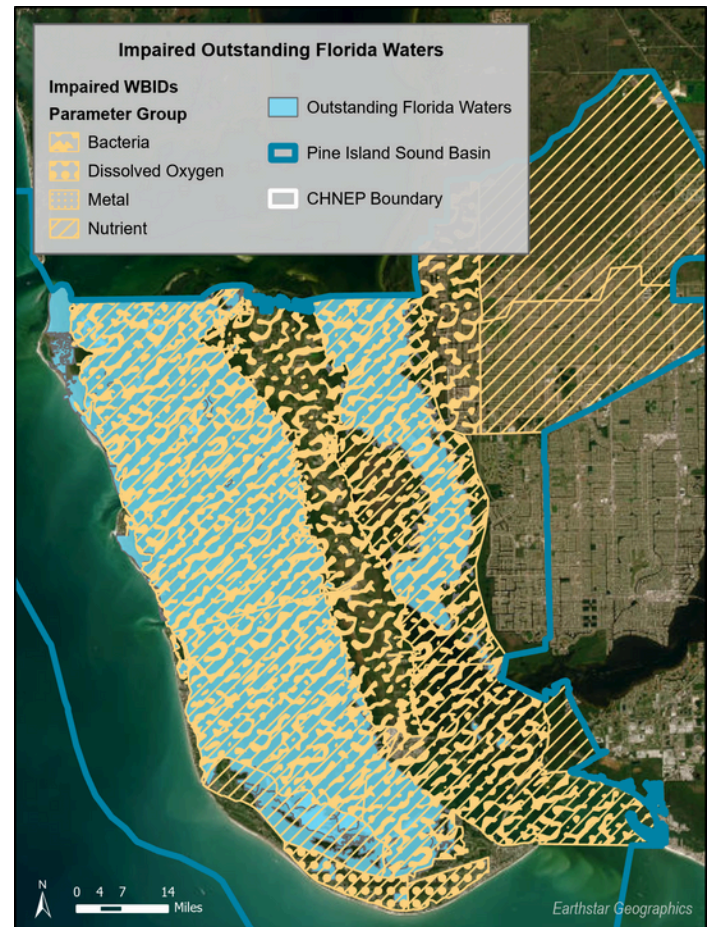 Impaired Outstanding Florida Waters
Impaired WBIDs
Parameter Group
Bacteria
Dissolved Oxygen
Metal
Nutrient
Outstanding Florida Waters
Pine Island Sound Basin
CHNEP Boundary
N
0 4 7 14
Miles
Earthstar Geographics